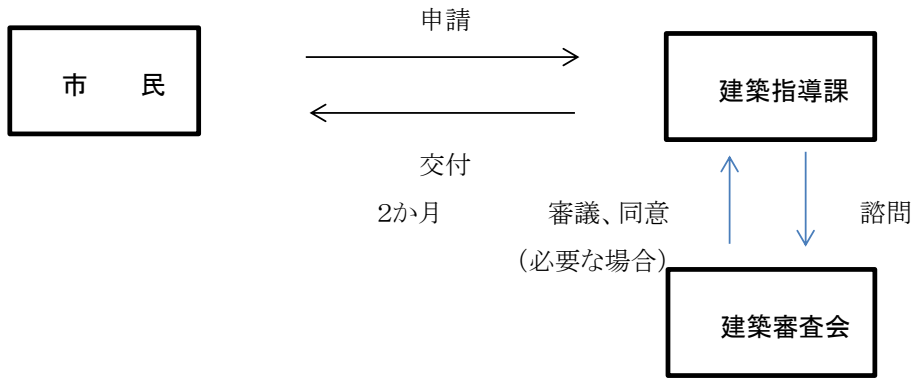 申請
市　　民
建築指導課
交付
2か月
審議、同意
(必要な場合)
諮問
建築審査会